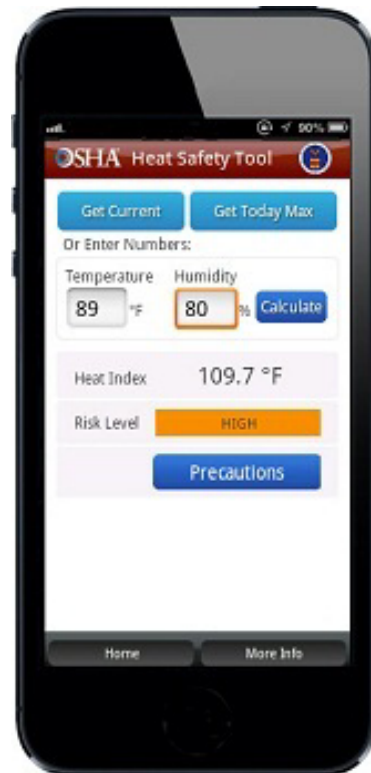 90%
OSHA Heat Safety Tool
Get Current Get Today Max
Or Enter Numbers:
Temperature Humidity
89 °F 80 % Calculate
Heat Index 109.7 °F
Risk Level HIGH
Precautions
Home More Info